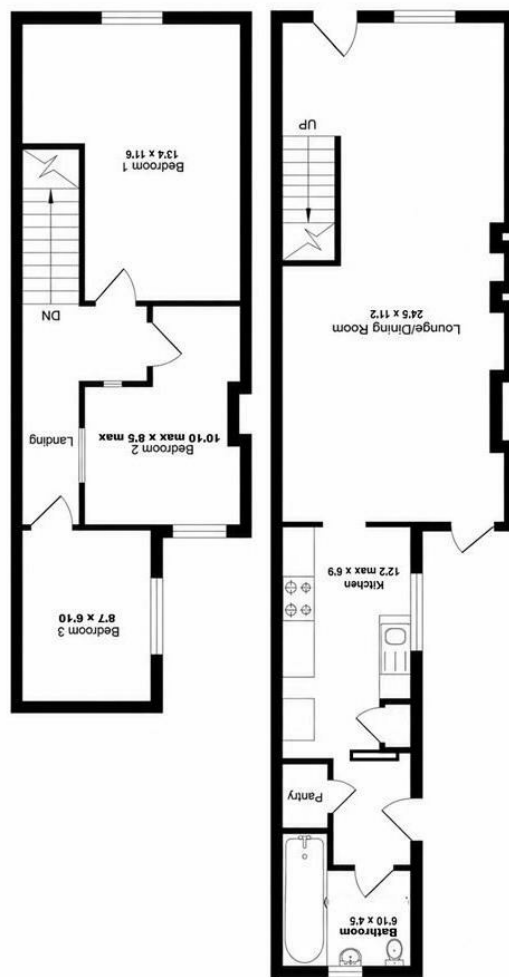 Bathroom
6'10 x 4'5
Pantry
Kitchen
12'2 max x 6'9
Lounge/Dining Room
24'5 x 11'2
UP
Bedroom 3
8'7 x 6'10
Landing
Bedroom 2
10'10 max x 8'5 max
DN
Bedroom 1
13'4 x 11'6